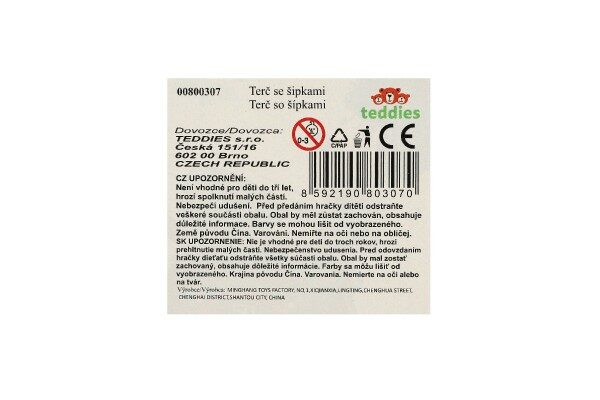 00800307 Terč se šipkami
Terč so šípkami
teddies
Dovozce/Dovozca:
TEDDIES s.r.o.
Česká 151/16
602 00 Brno
CZECH REPUBLIC
0-3
C/PAP
8 592190 803070
CZ UPOZORNĚNÍ:
Není vhodné pro děti do tří let,
hrozí spolknutí malých částí.
Nebezpečí udušení. Před předáním hračky dítěti odstraňte
veškeré součásti obalu. Obal by měl zůstat zachován, obsahuje
důležité informace. Barvy se mohou lišit od vyobrazeného.
Země původu Čína. Varování. Nemiřte na oči nebo na obličej.
SK UPOZORNENIE: Nie je vhodné pre deti do troch rokov, hrozí
prehltnutie malých častí. Nebezpečenstvo udusenia. Pred odovzdaním
hračky dieťaťu odstráňte všetky súčasti obalu. Obal by mal zostať
zachovaný, obsahuje dôležité informácie. Farby sa môžu líšiť od
vyobrazeného. Krajina pôvodu Čína. Varovania. Nemierte na oči alebo
na tvár.
Výrobce/Výrobca: MINGHANG TOYS FACTORY, NO,3,XICJIANXIA,LINGTING,CHENGHUA STREET,
CHENGHAI DISTRICT,SHANTOU CITY, CHINA